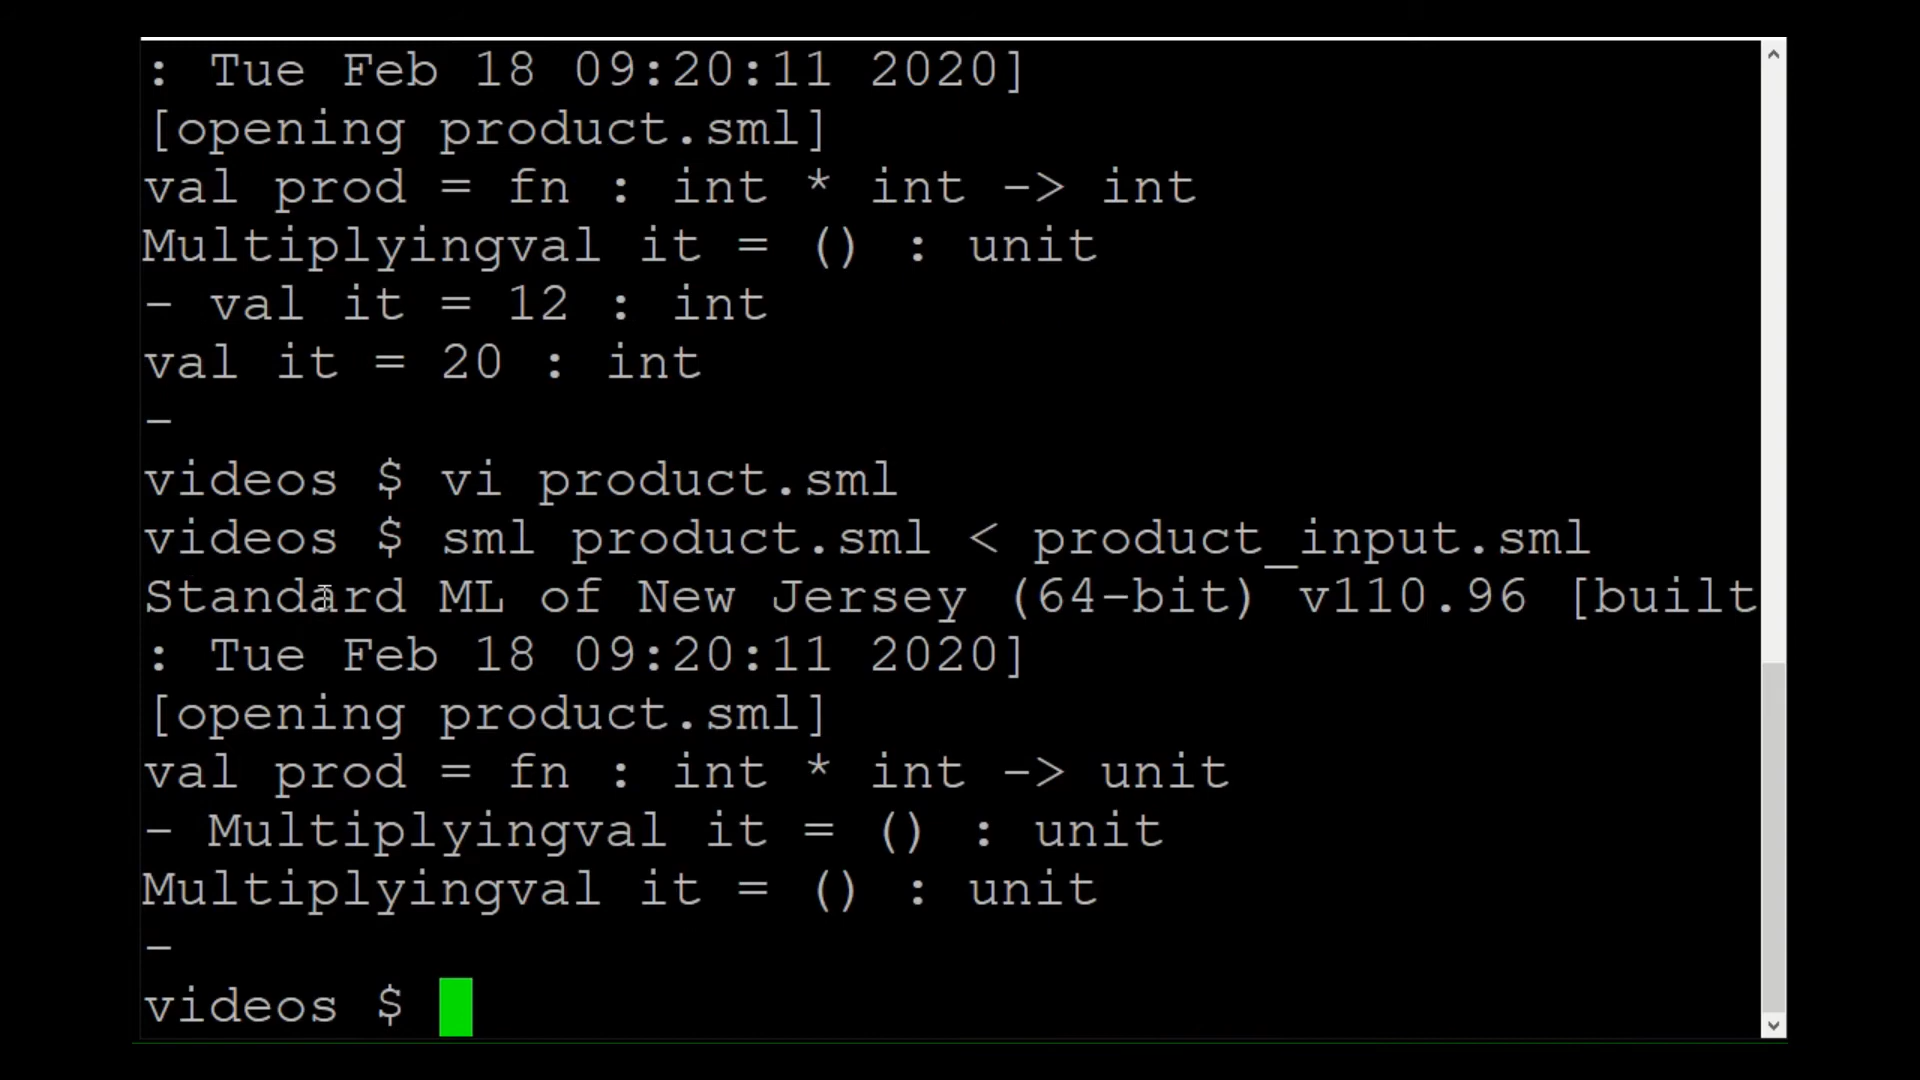 : Tue Feb 18 09:20:11 2020]
[opening product.sml]
val prod = fn : int * int -> int
Multiplyingval it = () : unit
- val it = 12 : int
val it = 20 : int
-
videos $ vi product.sml
videos $ sml product.sml < product_input.sml
Standard ML of New Jersey (64-bit) v110.96 [built
: Tue Feb 18 09:20:11 2020]
[opening product.sml]
val prod = fn : int * int -> unit
- Multiplyingval it = () : unit
Multiplyingval it = () : unit
-
videos $